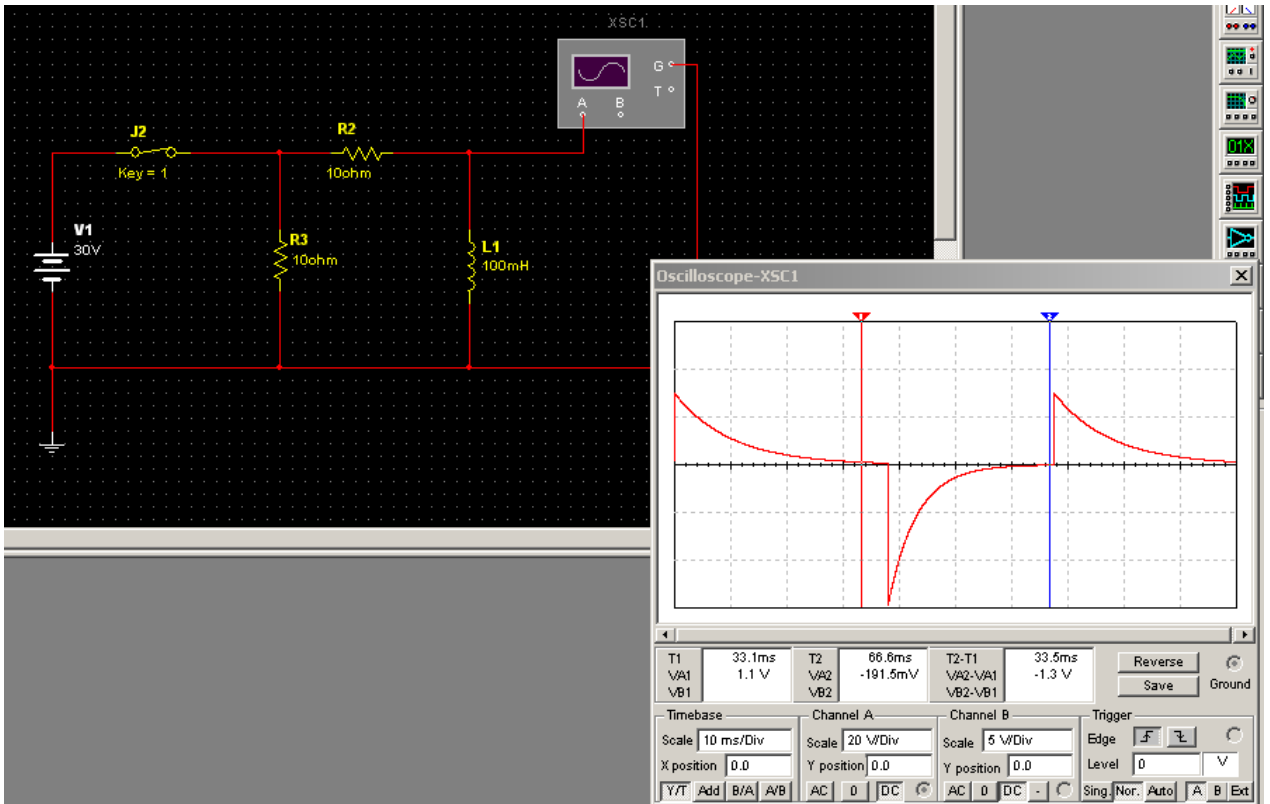 XSC1
G
T
A B
J2
Key = 1
R2
10ohm
V1
30V
R3
10ohm
L1
100mH
01X
Oscilloscope-XSC1
1 2
T1 33.1ms T2 66.6ms T2-T1 33.5ms
VA1 1.1 V VA2 -191.5mV VA2-VA1 -1.3 V
VB1 VB2 VB2-VB1
Reverse
Save
Ground
Timebase
Scale 10 ms/Div
X position 0.0
Y/T Add B/A A/B
Channel A
Scale 20 V/Div
Y position 0.0
AC 0 DC
Channel B
Scale 5 V/Div
Y position 0.0
AC 0 DC -
Trigger
Edge
Level 0 V
Sing. Nor. Auto A B Ext